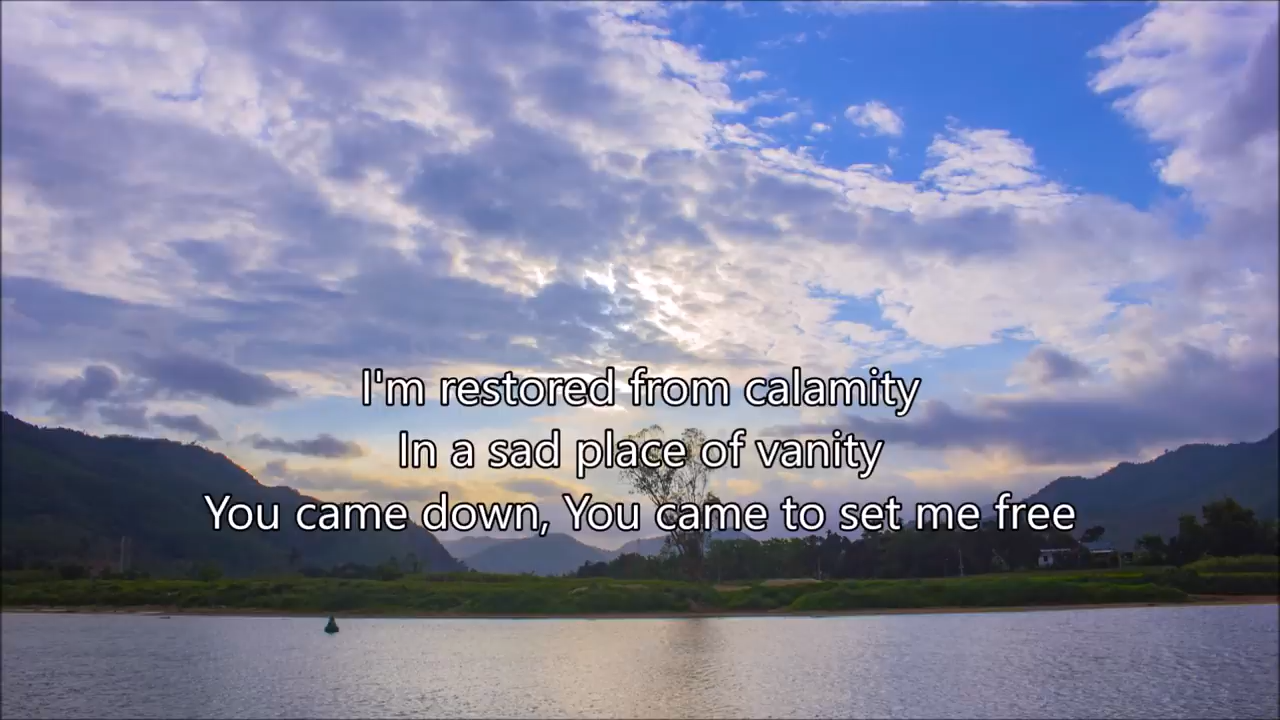 I'm restored from calamity
In a sad place of vanity
You came down, You came to set me free